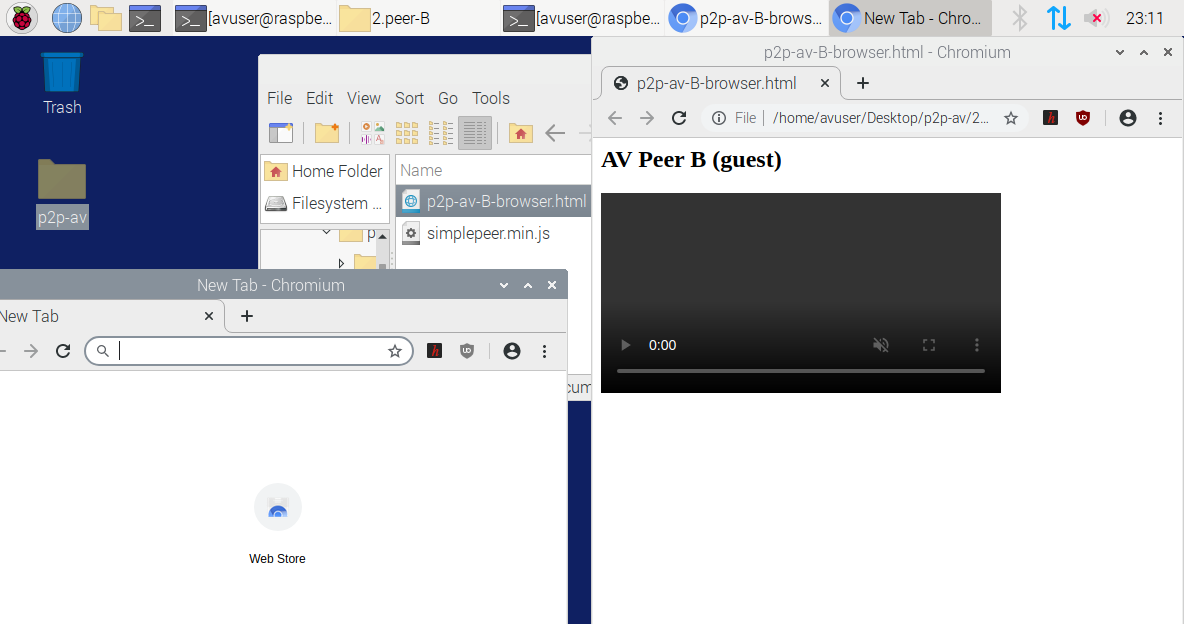 [avuser@raspbe...
2.peer-B
[avuser@raspbe...
p2p-av-B-brows...
New Tab - Chro...
23:11
Trash
p2p-av
File Edit View Sort Go Tools
Home Folder
Filesystem ...
p
Name
p2p-av-B-browser.html
simplepeer.min.js
cum
New Tab - Chromium
New Tab
Web Store
p2p-av-B-browser.html - Chromium
p2p-av-B-browser.html
File | /home/avuser/Desktop/p2p-av/2...
AV Peer B (guest)
0:00